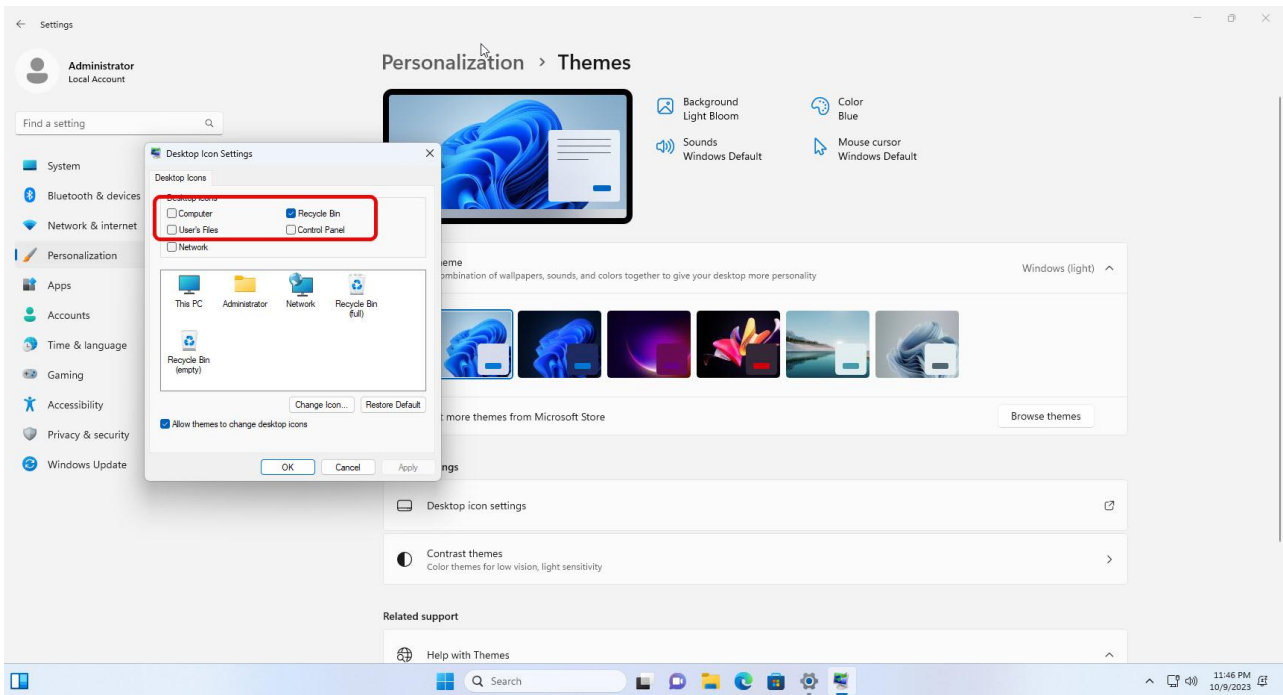 Settings
Administrator
Local Account
Find a setting
System
Bluetooth & devices
Network & internet
Personalization
Apps
Accounts
Time & language
Gaming
Accessibility
Privacy & security
Windows Update
Personalization > Themes
Background
Light Bloom
Color
Blue
Sounds
Windows Default
Mouse cursor
Windows Default
Desktop Icon Settings
Desktop Icons
Desktop Icons
Computer
Recycle Bin
User's Files
Control Panel
Network
This PC
Administrator
Network
Recycle Bin
(full)
Recycle Bin
(empty)
Change Icon...
Restore Default
Allow themes to change desktop icons
OK
Cancel
Apply
eme
ombination of wallpapers, sounds, and colors together to give your desktop more personality
Windows (light)
t more themes from Microsoft Store
Browse themes
ngs
Desktop icon settings
Contrast themes
Color themes for low vision, light sensitivity
Related support
Help with Themes
Search
11:46 PM
10/9/2023